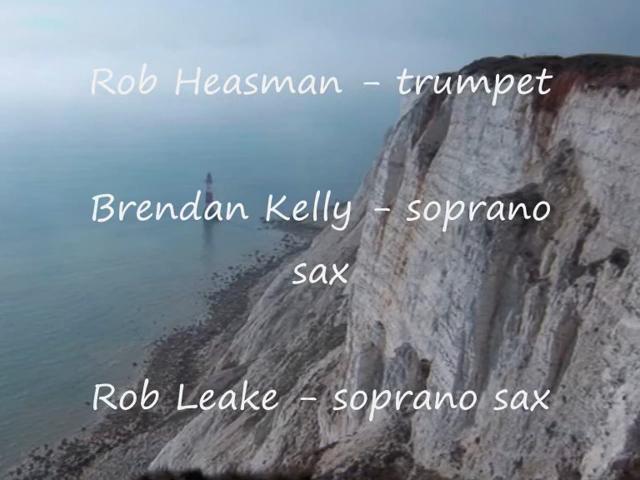 Rob Heasman - trumpet
Brendan Kelly - soprano
sax
Rob Leake - soprano sax